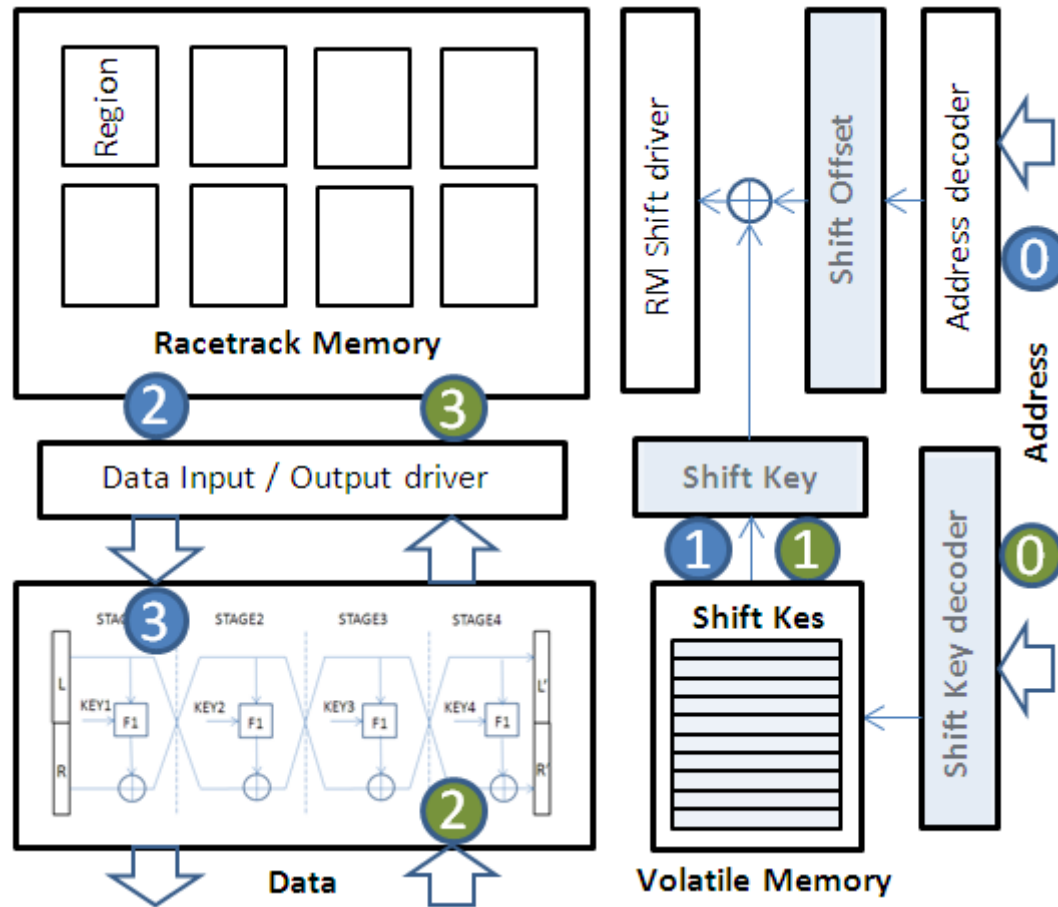 Region
Racetrack Memory
2
3
Data Input / Output driver
3
STAGE2
STAGE3
STAGE4
L
R
KEY1
F1
KEY2
F1
KEY3
F1
KEY4
F1
L'
R'
2
Data
RM Shift driver
Shift Offset
Address decoder
0
Address
Shift Key
1
1
Shift Kes
Volatile Memory
Shift Key decoder
0